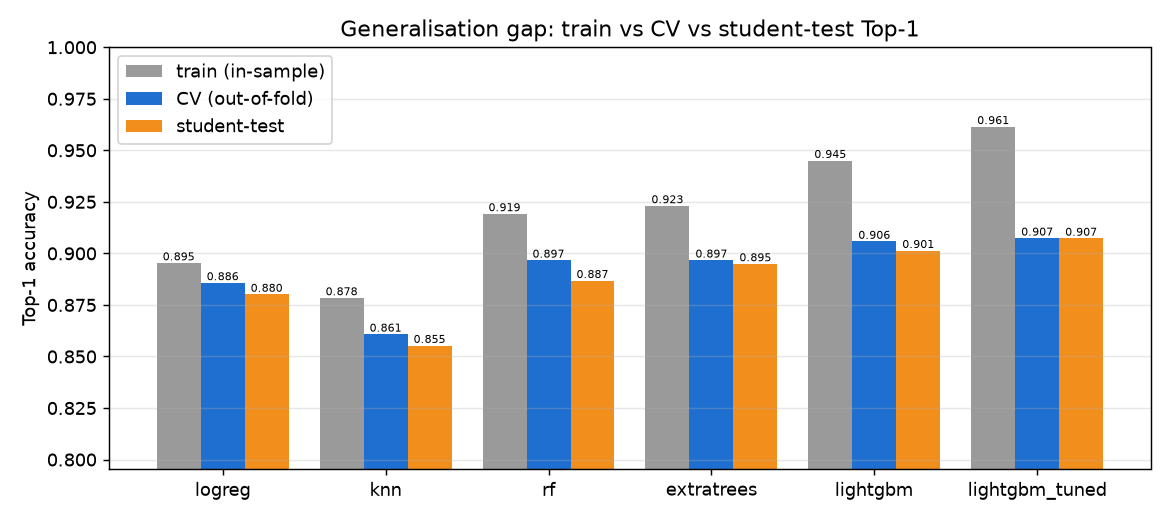 Generalisation gap: train vs CV vs student-test Top-1
Top-1 accuracy
1.000
0.975
0.950
0.925
0.900
0.875
0.850
0.825
0.800
train (in-sample)
CV (out-of-fold)
student-test
0.895
0.886
0.880
0.878
0.861
0.855
0.919
0.897
0.887
0.923
0.897
0.895
0.945
0.906
0.901
0.961
0.907
0.907
logreg
knn
rf
extratrees
lightgbm
lightgbm_tuned